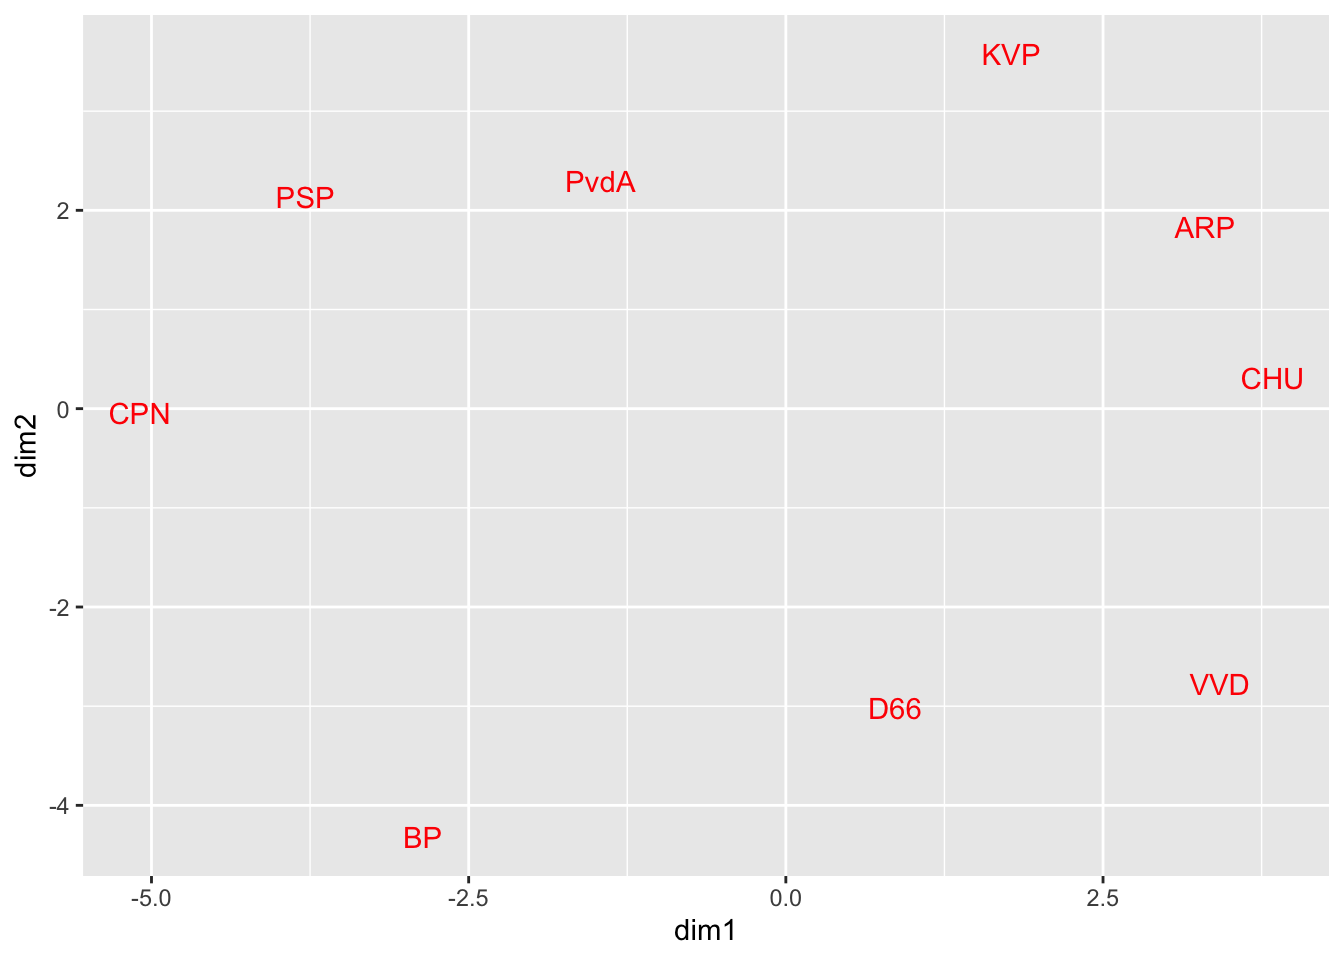 KVP
PvdA
PSP
2
ARP
CHU
0
CPN
dim2
-2
VVD
D66
-4
BP
-5.0 -2.5 0.0 2.5
dim1